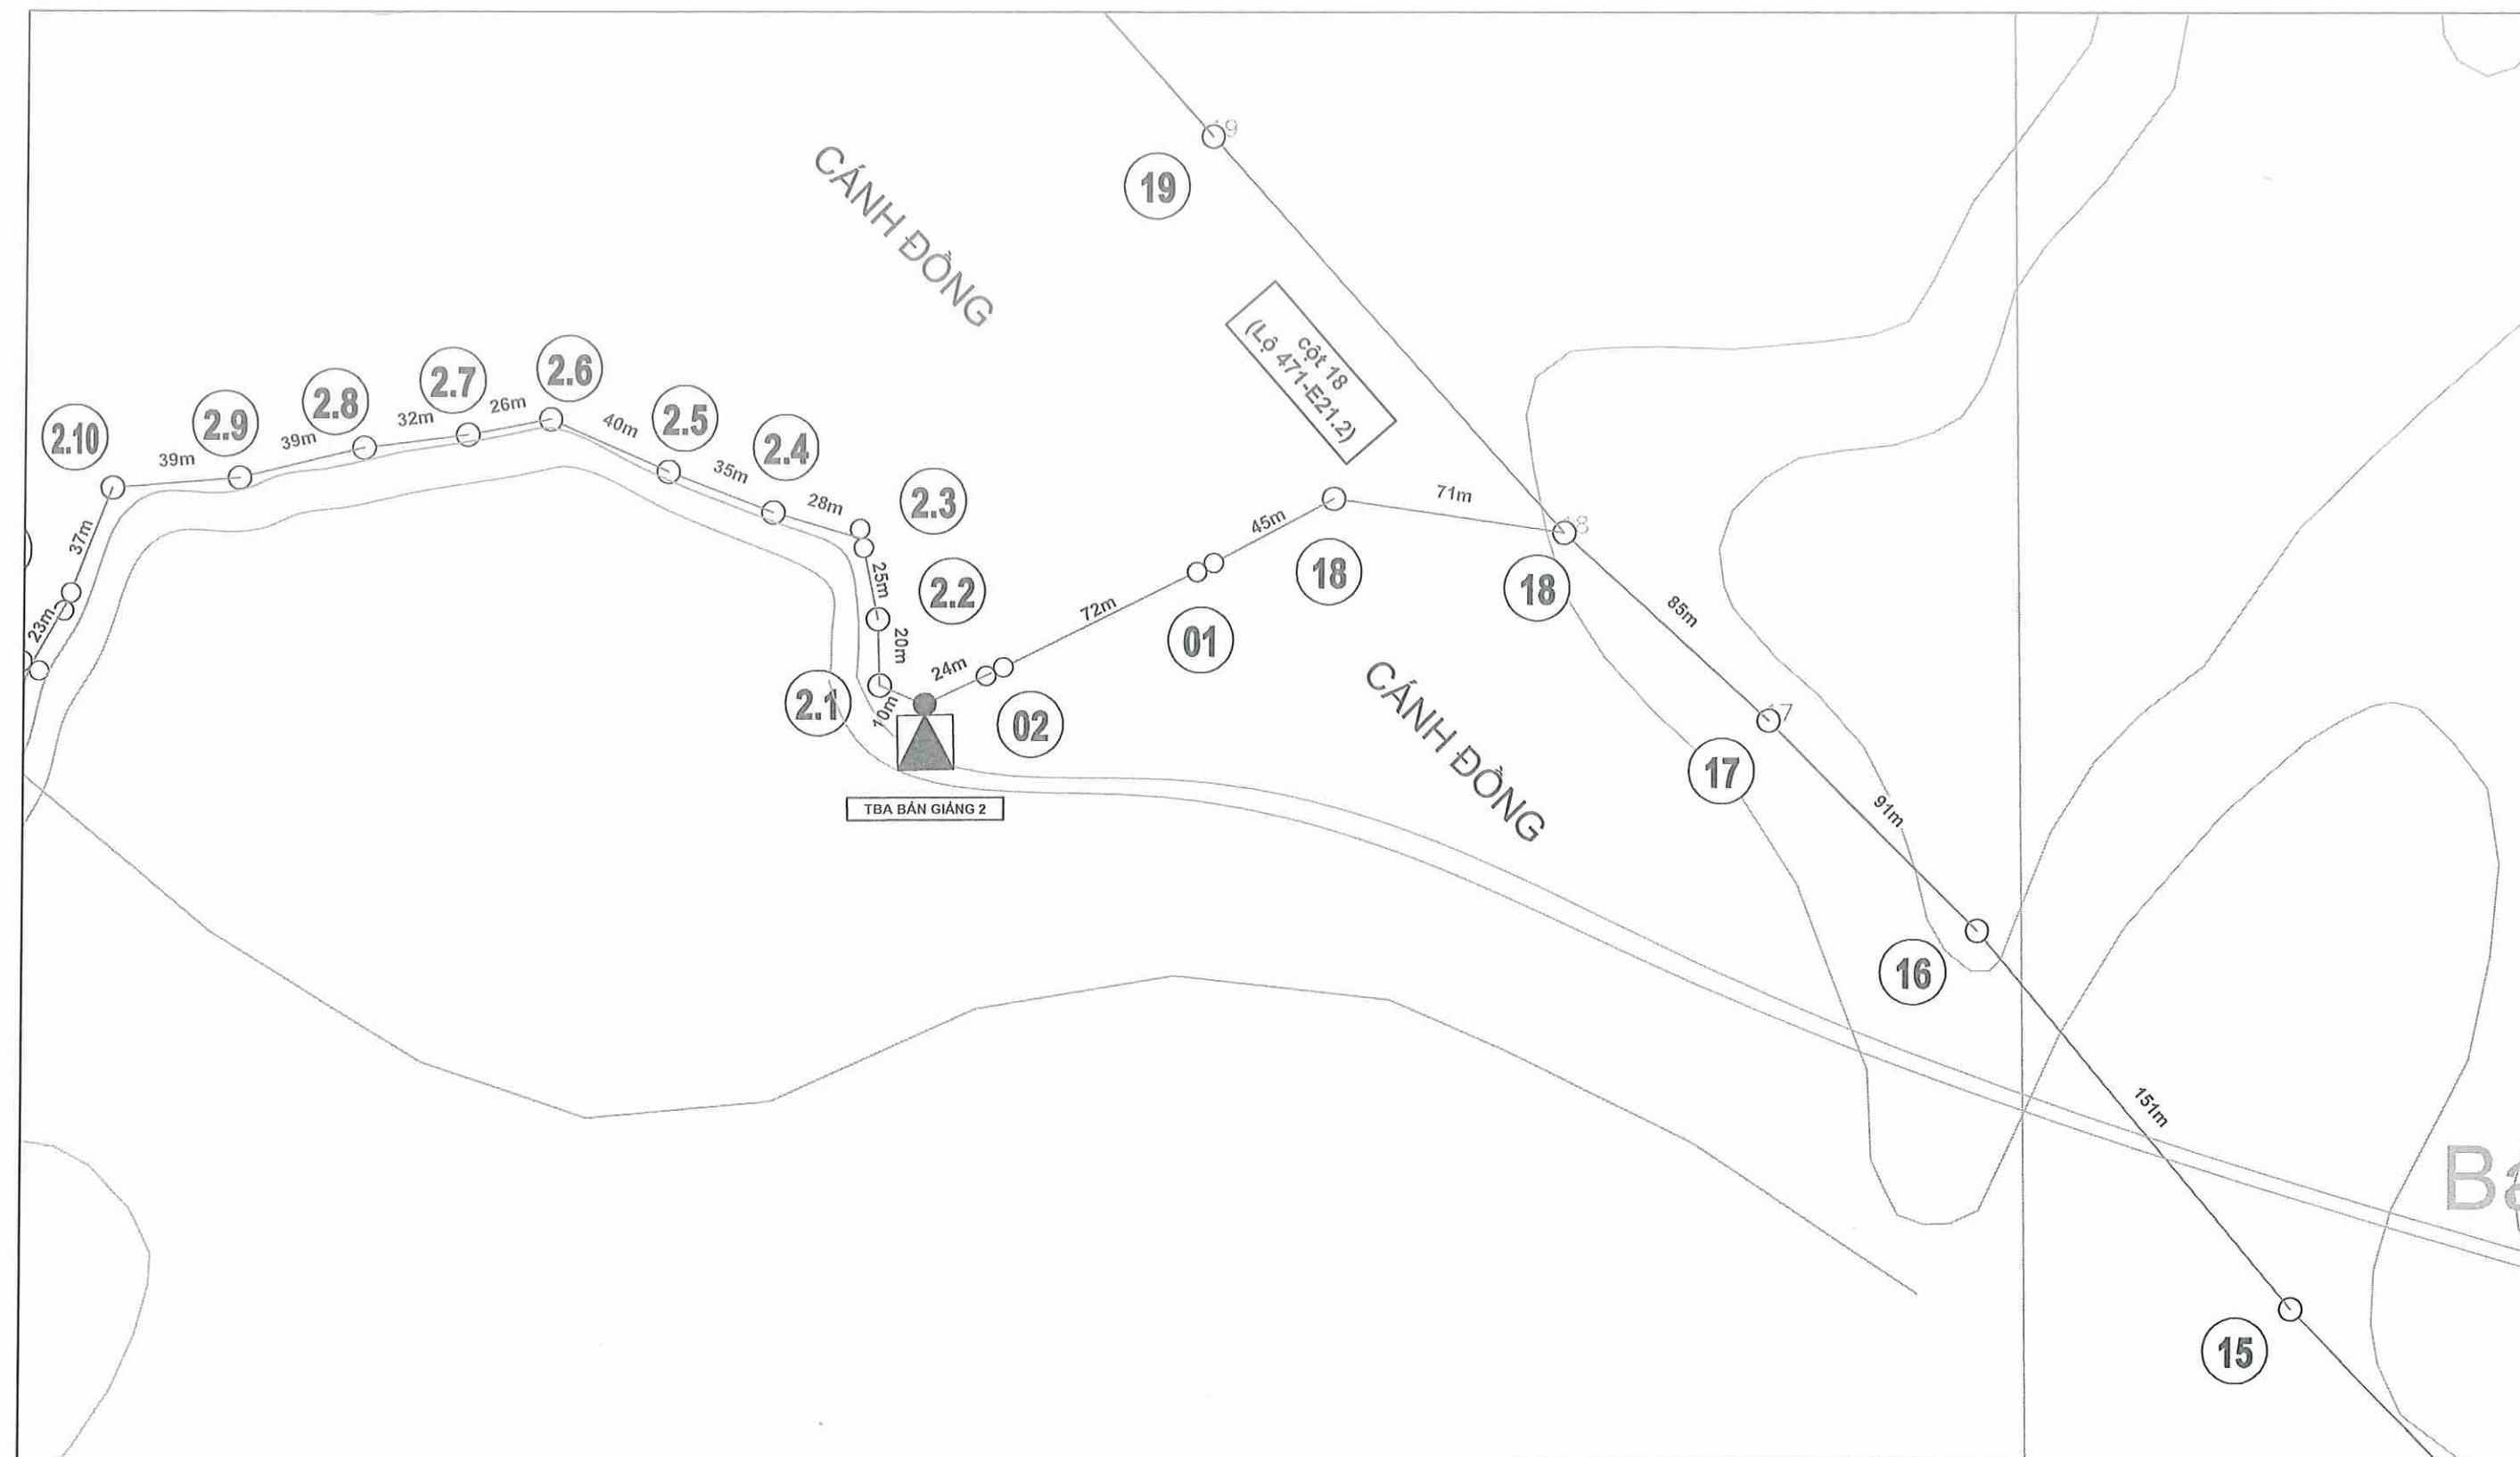 19
19
CÁNH ĐỒNG
cột 18
(Lộ 471-E21.2)
2.6
2.7
2.8
2.9
2.10
2.5
2.4
2.3
2.2
2.1
26m
32m
39m
39m
40m
35m
28m
37m
23m
25m
20m
10m
24m
72m
45m
71m
18
18
18
01
02
85m
17
17
CÁNH ĐỒNG
TBA BẢN GIẢNG 2
91m
16
151m
15